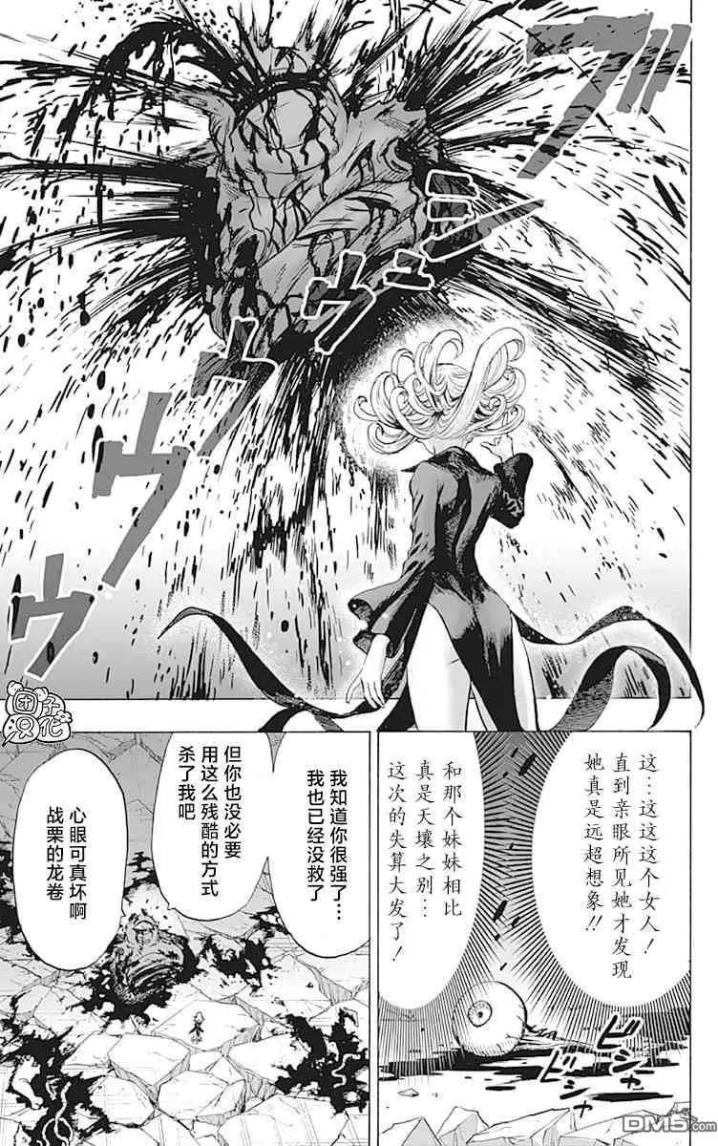 ブ
シュウウウウ
这…这这这个女人!
直到亲眼所见她才发现
她真是远超想象!!
和那个妹妹相比
真是天壤之别…
这次的失算大发了!
ビシャビシャ
我知道你很强了…
我也已经没救了
但你也没必要
用这么残酷的方式
杀了我吧
心眼可真坏啊
战栗的龙卷
团子
汉化
DM5.com